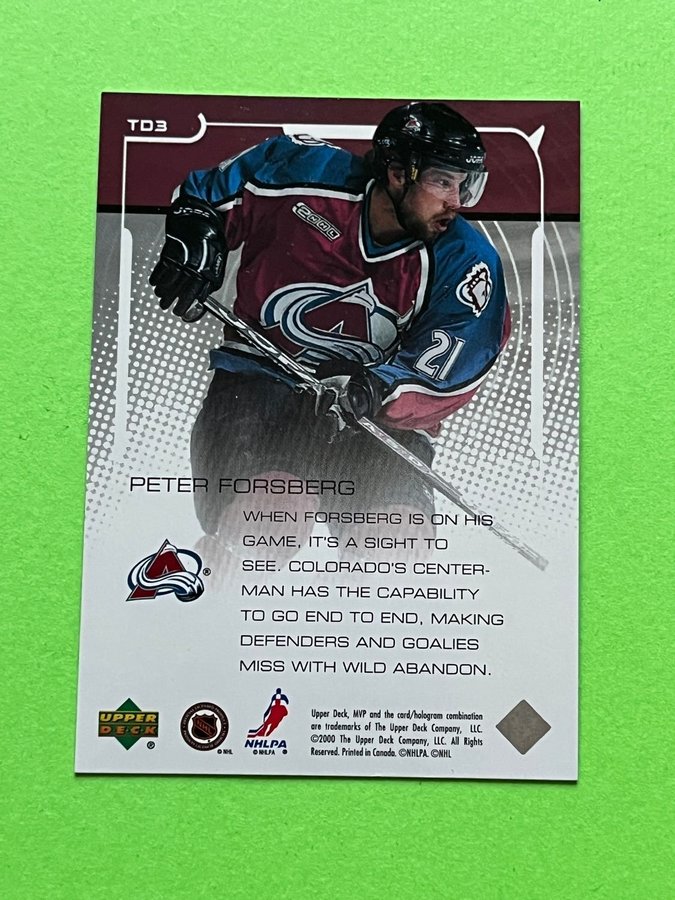 TD3
2000
21
PETER FORSBERG
WHEN FORSBERG IS ON HIS
GAME, IT'S A SIGHT TO
SEE. COLORADO'S CENTER-
MAN HAS THE CAPABILITY
TO GO END TO END, MAKING
DEFENDERS AND GOALIES
MISS WITH WILD ABANDON.
UPPER
DECK
®
®
© NHL
NHLPA
© NHLPA ®
Upper Deck, MVP and the card/hologram combination
are trademarks of The Upper Deck Company, LLC.
©2000 The Upper Deck Company, LLC. All Rights
Reserved. Printed in Canada. ©NHLPA. ©NHL